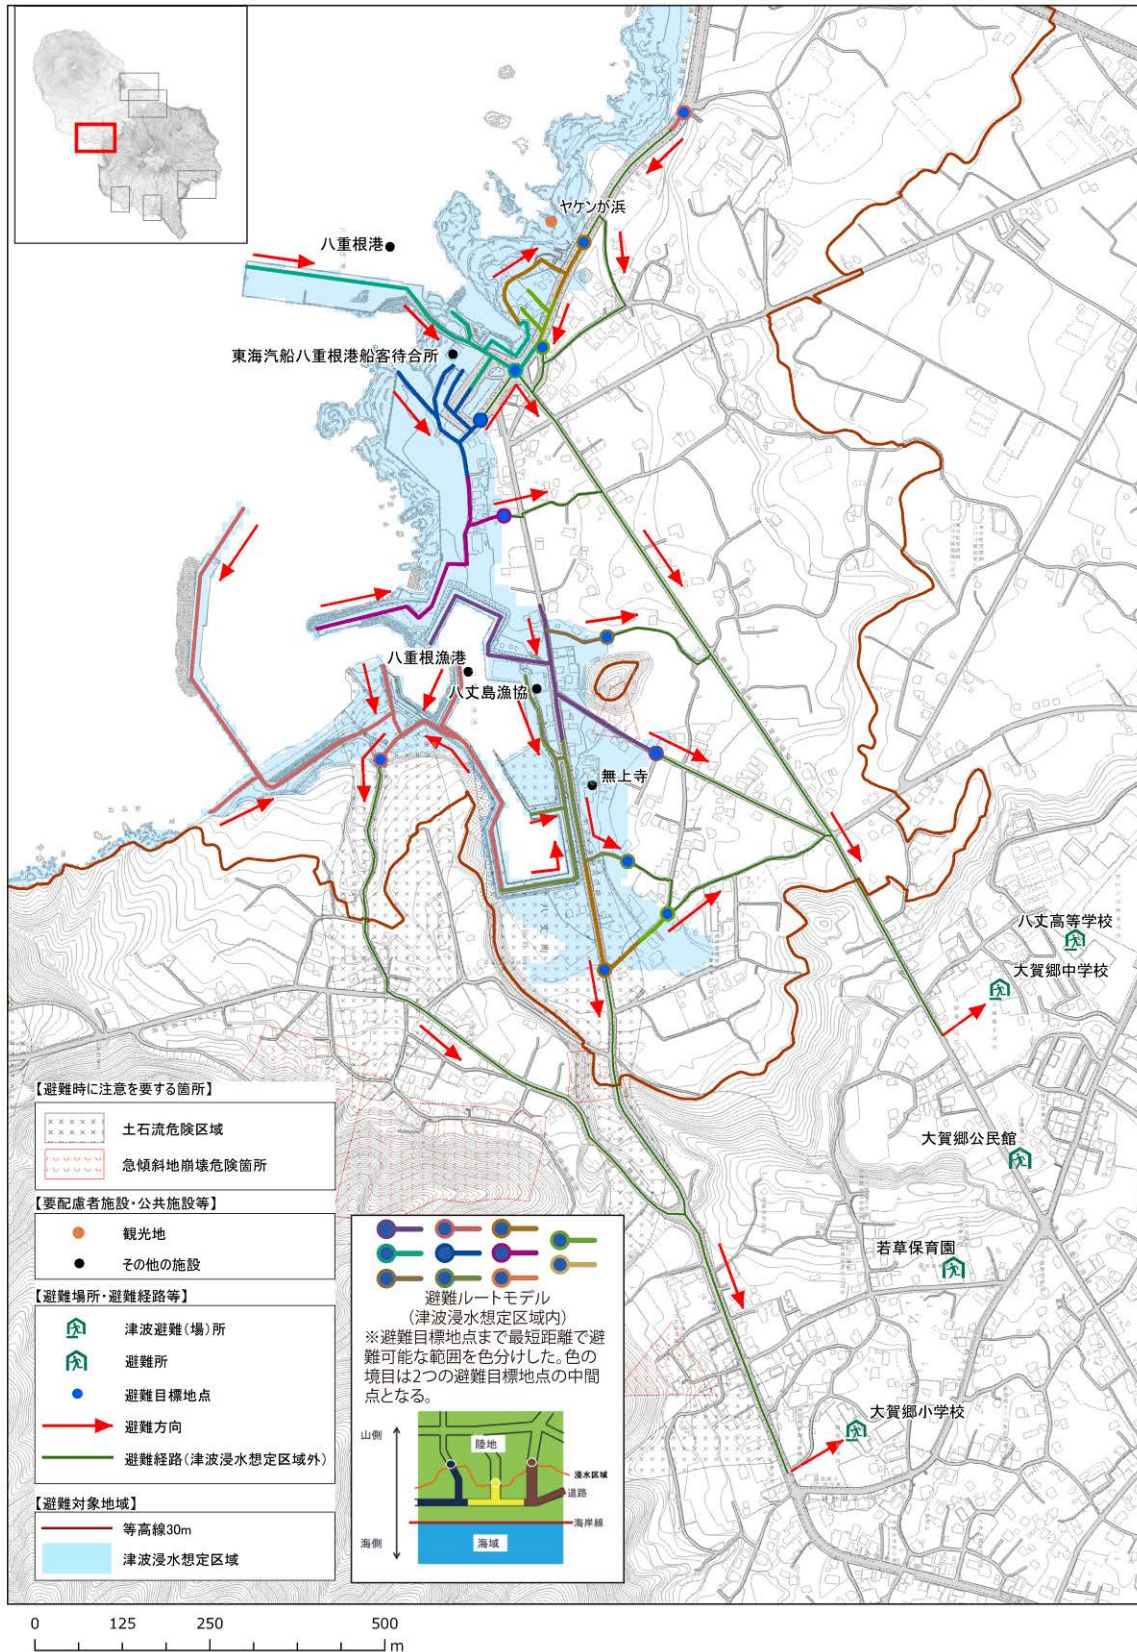 ヤケンが浜
八重根港
東海汽船八重根港船客待合所
八重根漁港
八丈島漁協
無上寺
八丈高等学校
大賀郷中学校
大賀郷公民館
若草保育園
大賀郷小学校
【避難時に注意を要する箇所】
土石流危険区域
急傾斜地崩壊危険箇所
【要配慮者施設・公共施設等】
観光地
その他の施設
【避難場所・避難経路等】
津波避難(場)所
避難所
避難目標地点
避難方向
避難経路(津波浸水想定区域外)
【避難対象地域】
等高線30m
津波浸水想定区域
避難ルートモデル
(津波浸水想定区域内)
※避難目標地点まで最短距離で避
難可能な範囲を色分けした。色の
境目は2つの避難目標地点の中間
点となる。
山側
陸地
浸水区域
道路
海岸線
海側
海域
0 125 250 500
m